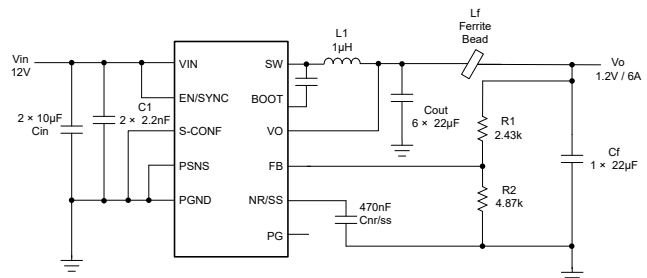 Lf
Ferrite
Bead
L1
1µH
Vin
12V
VIN
SW
Vo
1.2V / 6A
EN/SYNC
BOOT
C1
2 × 2.2nF
2 × 10µF
Cin
S-CONF
VO
Cout
6 × 22µF
R1
2.43k
PSNS
FB
Cf
1 × 22µF
PGND
NR/SS
470nF
Cnr/ss
R2
4.87k
PG